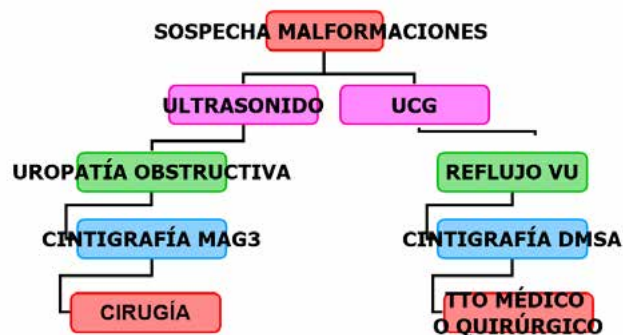 SOSPECHA MALFORMACIONES
ULTRASONIDO
UCG
UROPATÍA OBSTRUCTIVA
REFLUJO VU
CINTIGRAFÍA MAG3
CINTIGRAFÍA DMSA
CIRUGÍA
TTO MÉDICO
O QUIRÚRGICO